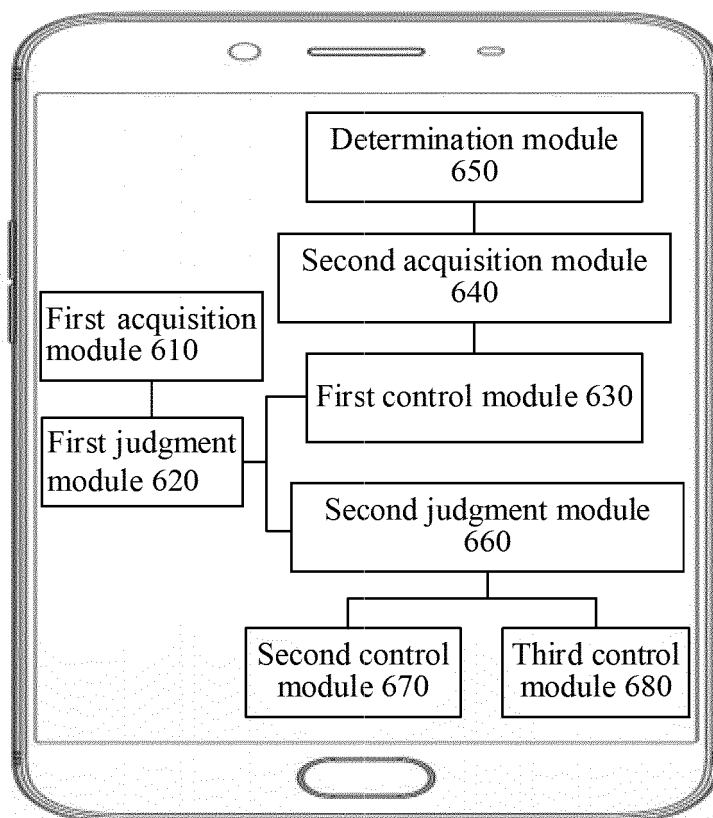 Determination module
650
Second acquisition module
640
First acquisition
module 610
First control module 630
First judgment
module 620
Second judgment module
660
Second control
module 670
Third control
module 680